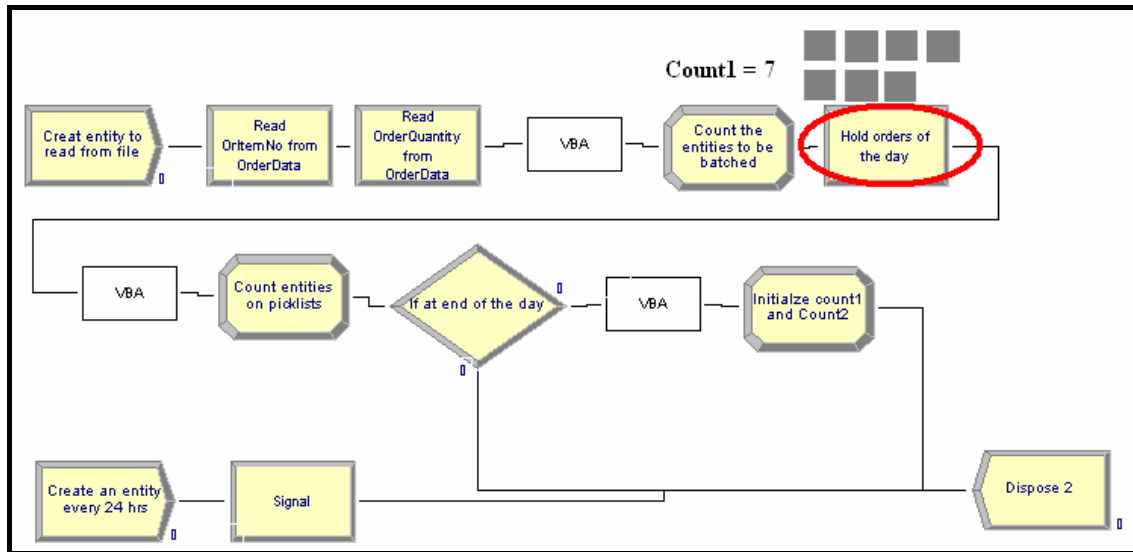 Count1 = 7
Creat entity to
read from file
Read
OrItemNo from
OrderData
Read
OrderQuantity
from
OrderData
VBA
Count the
entities to be
batched
Hold orders of
the day
VBA
Count entities
on picklists
If at end of the day
VBA
Initialze count1
and Count2
Create an entity
every 24 hrs
Signal
Dispose 2